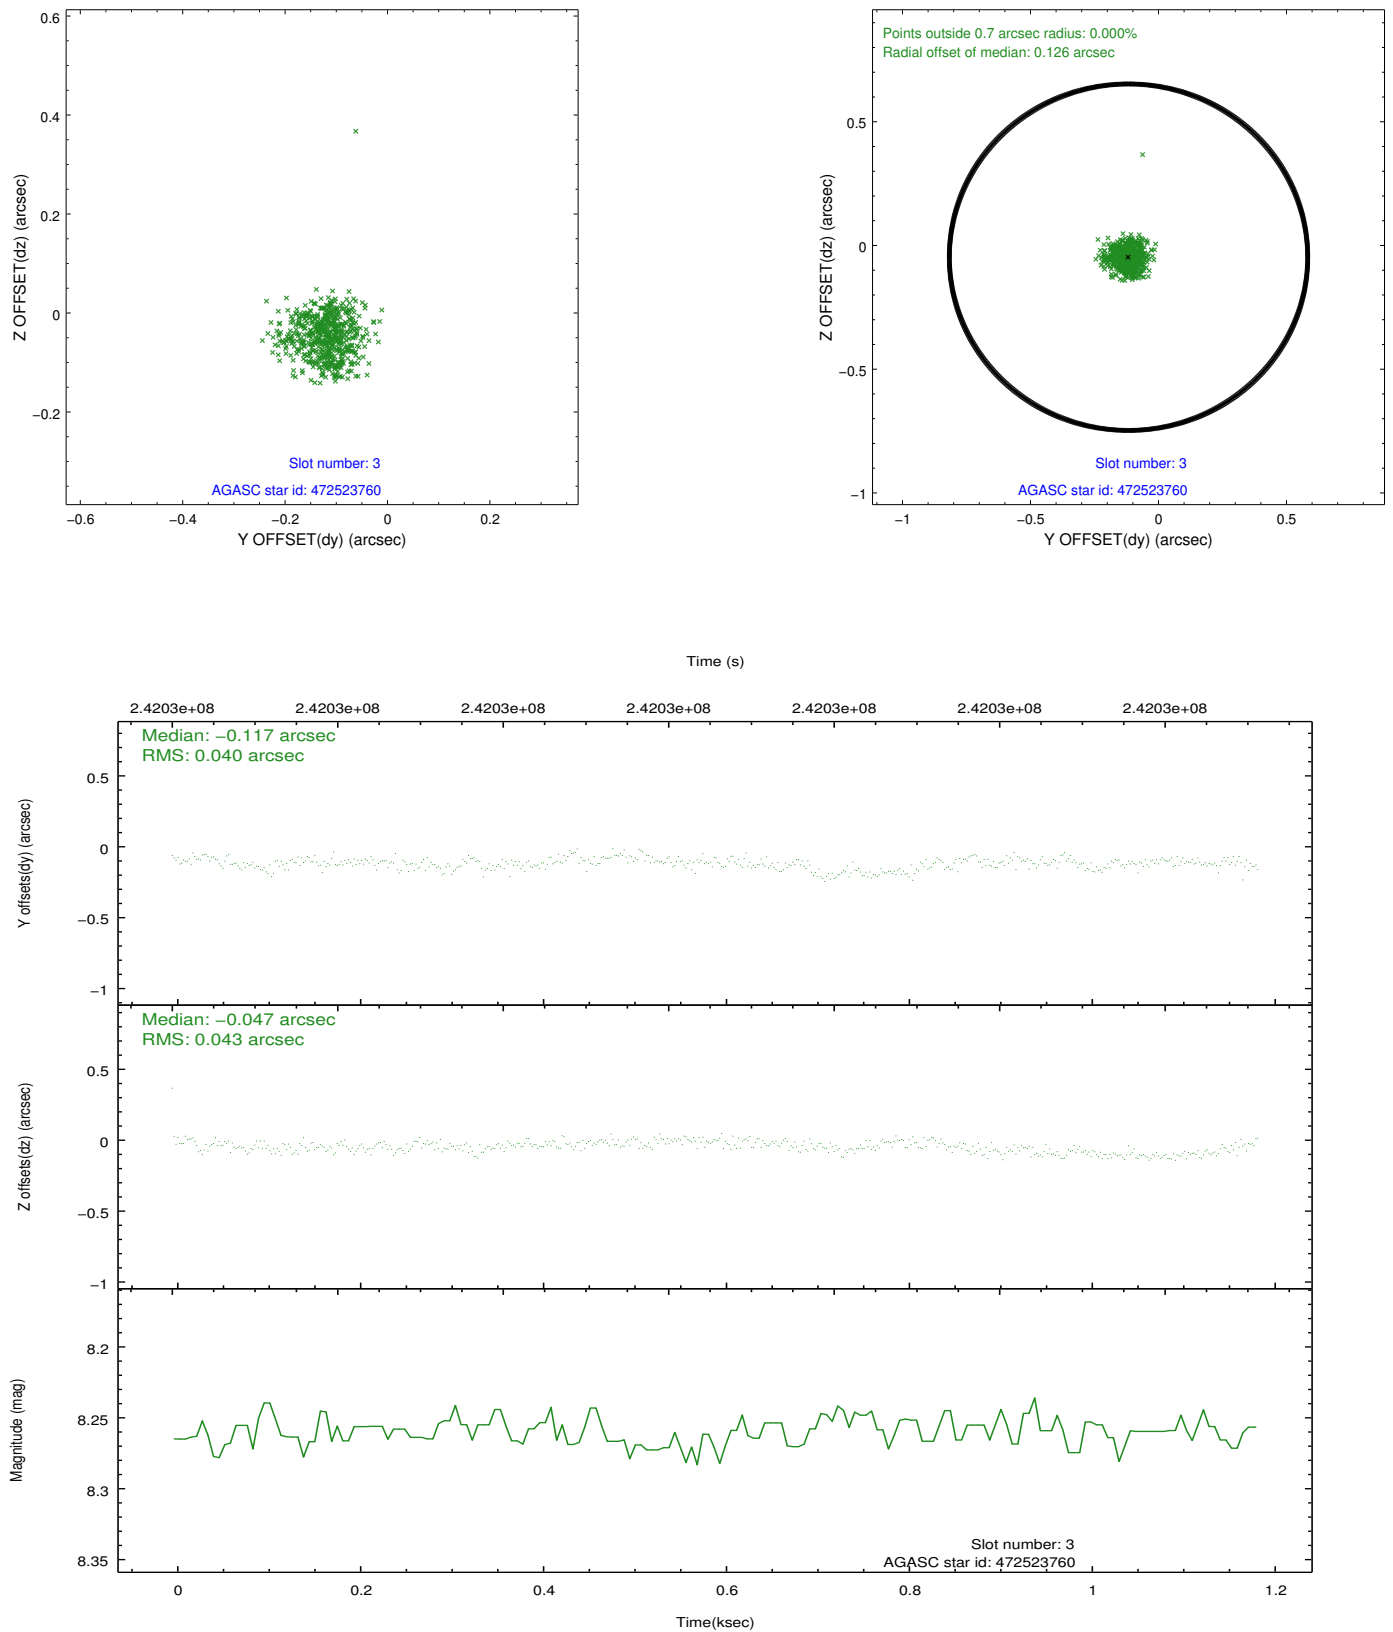 0.6
0.4
0.2
0
−0.2
−0.6
−0.4
−0.2
0
0.2
Z OFFSET(dz) (arcsec)
Y OFFSET(dy) (arcsec)
Slot number: 3
AGASC star id: 472523760
Points outside 0.7 arcsec radius: 0.000%
Radial offset of median: 0.126 arcsec
0.5
0
−0.5
−1
−1
−0.5
0
0.5
Z OFFSET(dz) (arcsec)
Y OFFSET(dy) (arcsec)
Slot number: 3
AGASC star id: 472523760
Time (s)
2.4203e+08 2.4203e+08 2.4203e+08 2.4203e+08 2.4203e+08 2.4203e+08 2.4203e+08
Median: −0.117 arcsec
RMS: 0.040 arcsec
0.5
0
−0.5
−1
Y offsets(dy) (arcsec)
Median: −0.047 arcsec
RMS: 0.043 arcsec
0.5
0
−0.5
−1
Z offsets(dz) (arcsec)
8.2
8.25
8.3
8.35
Magnitude (mag)
Slot number: 3
AGASC star id: 472523760
0 0.2 0.4 0.6 0.8 1 1.2
Time(ksec)